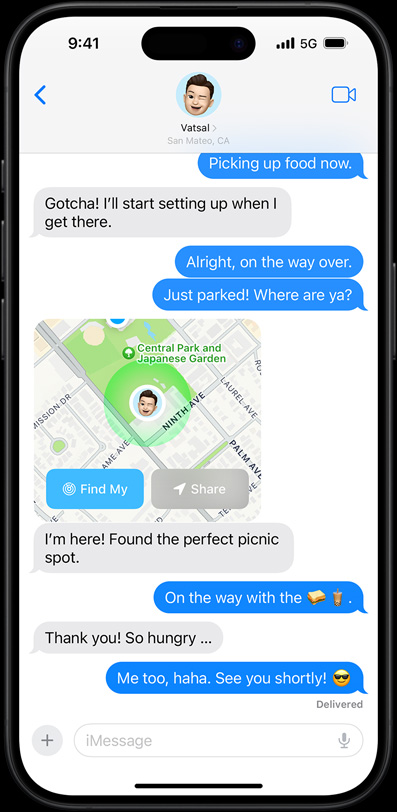 9:41
5G
Vatsal
San Mateo, CA
Picking up food now.
Gotcha! I'll start setting up when I
get there.
Alright, on the way over.
Just parked! Where are ya?
Central Park and
Japanese Garden
MISSION DR
NINTH AVE
LAUREL AVE
PALM AVE
Find My
Share
I'm here! Found the perfect picnic
spot.
On the way with the 🥪🧋.
Thank you! So hungry ...
Me too, haha. See you shortly! 😎
Delivered
iMessage